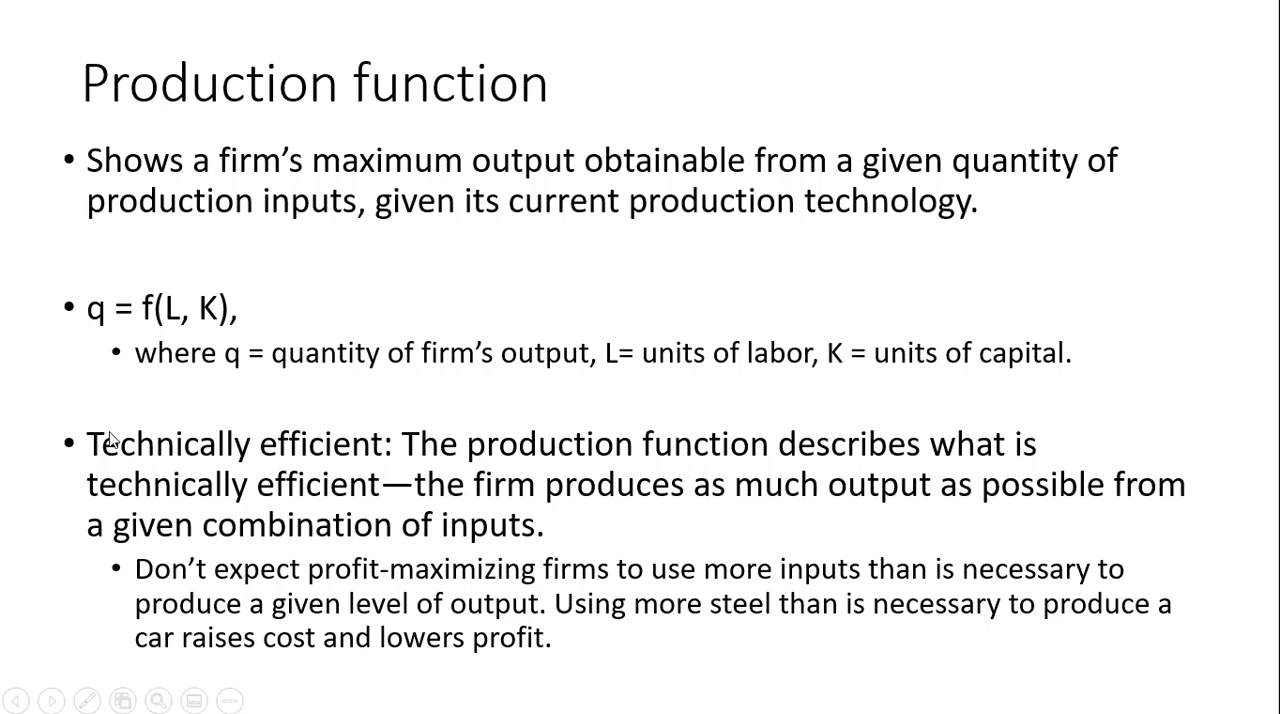 Production function
• Shows a firm’s maximum output obtainable from a given quantity of
production inputs, given its current production technology.
• q = f(L, K),
• where q = quantity of firm’s output, L= units of labor, K = units of capital.
• Technically efficient: The production function describes what is
technically efficient—the firm produces as much output as possible from
a given combination of inputs.
• Don’t expect profit-maximizing firms to use more inputs than is necessary to
produce a given level of output. Using more steel than is necessary to produce a
car raises cost and lowers profit.